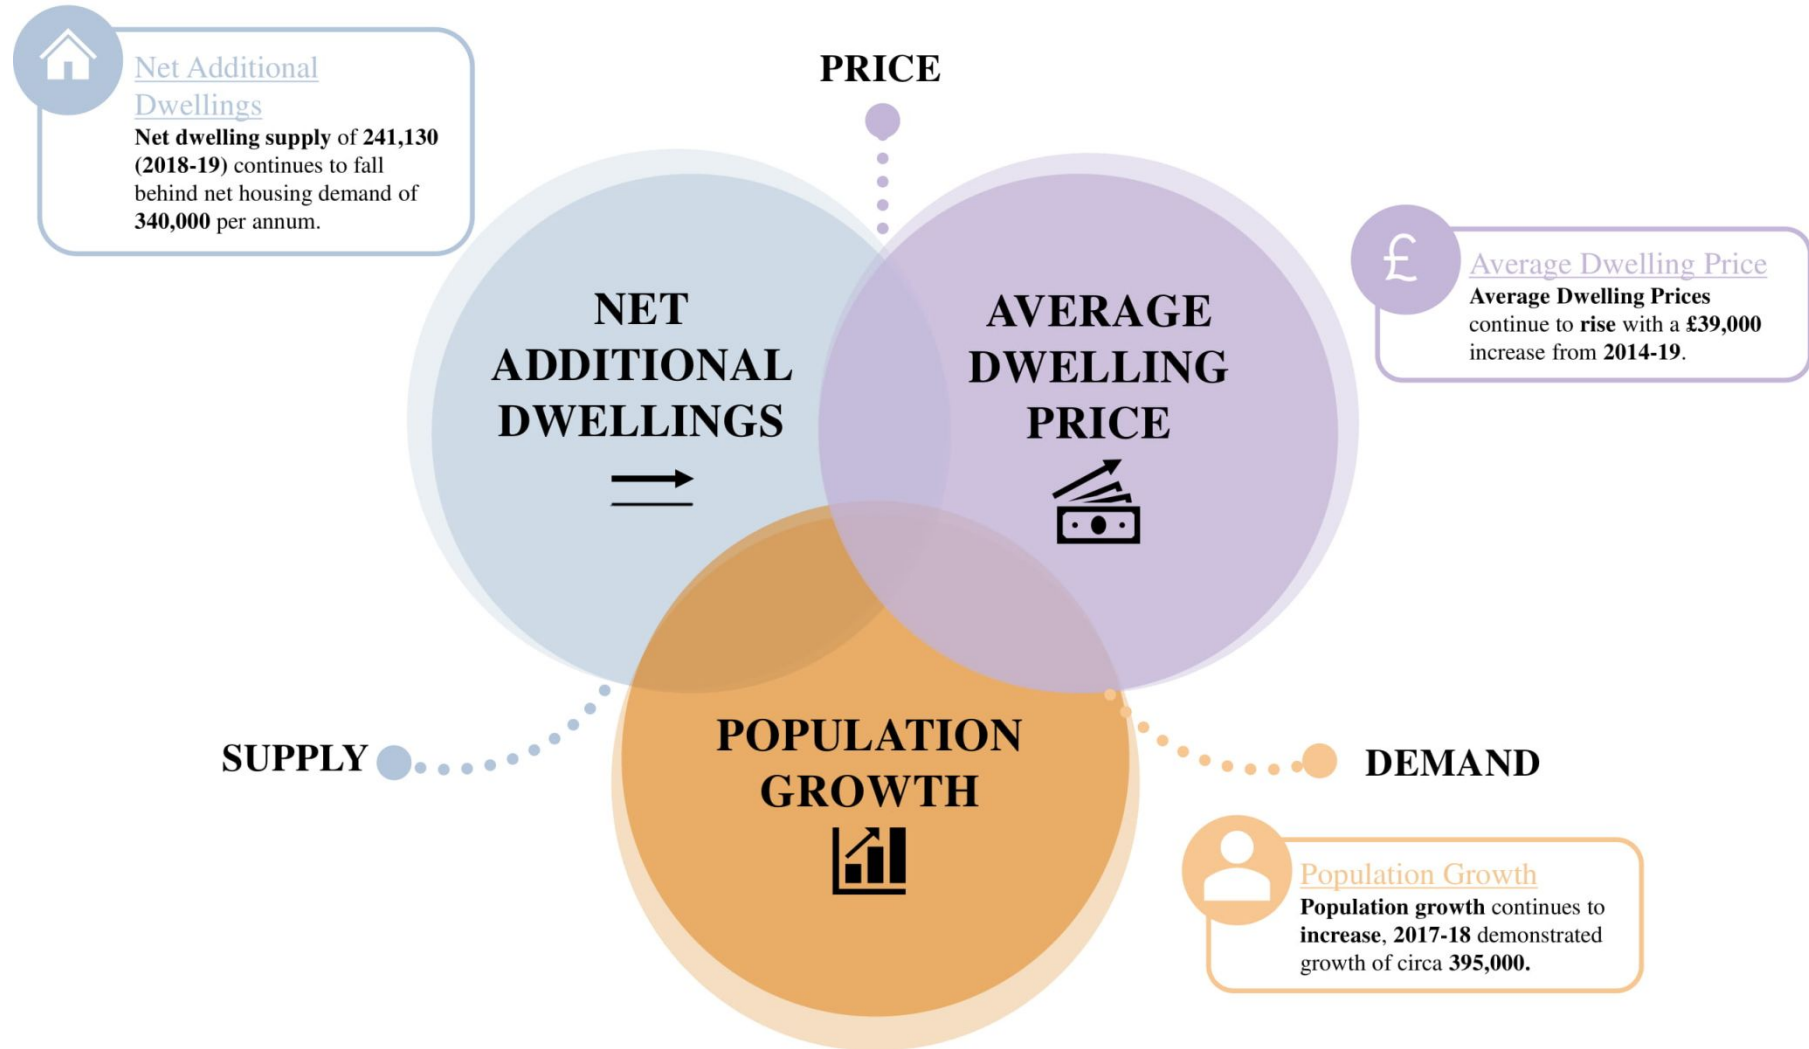 Net Additional
Dwellings
Net dwelling supply of 241,130
(2018-19) continues to fall
behind net housing demand of
340,000 per annum.
PRICE
£
Average Dwelling Price
Average Dwelling Prices
continue to rise with a £39,000
increase from 2014-19.
NET
ADDITIONAL
DWELLINGS
AVERAGE
DWELLING
PRICE
SUPPLY
POPULATION
GROWTH
DEMAND
Population Growth
Population growth continues to
increase, 2017-18 demonstrated
growth of circa 395,000.